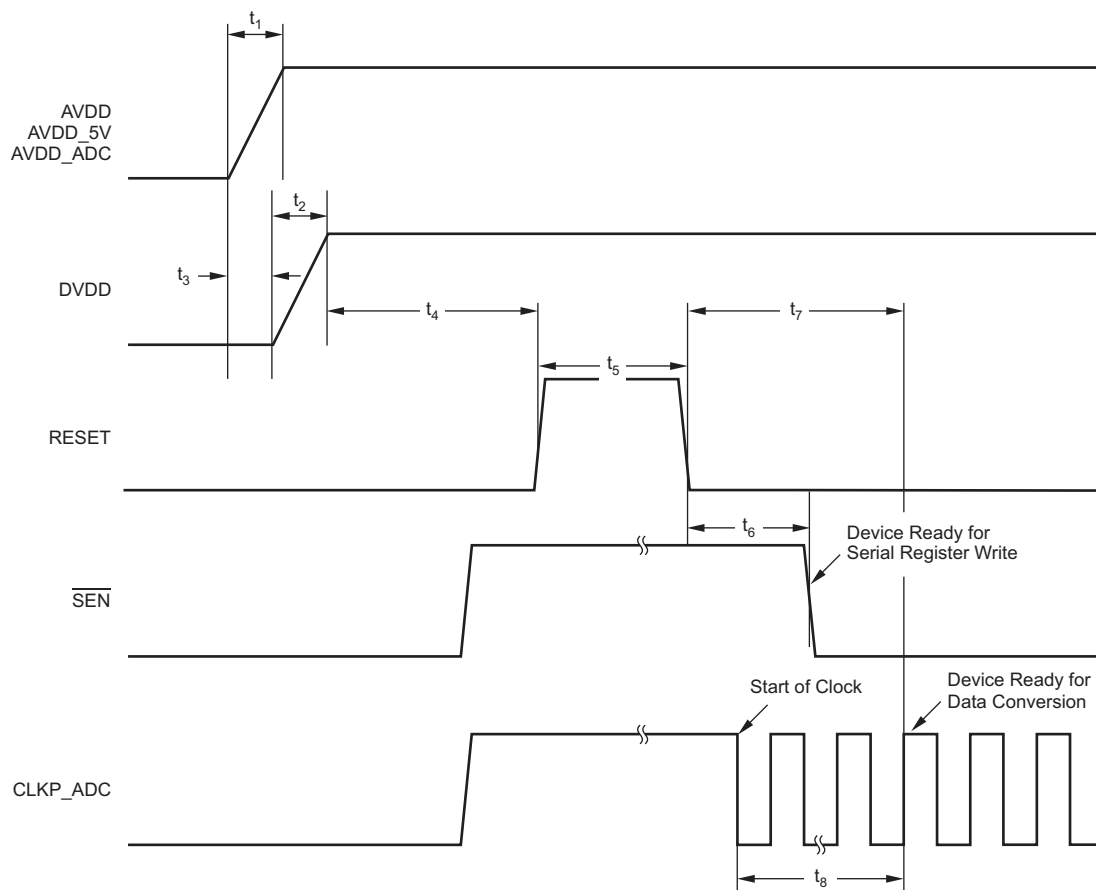 t1
AVDD
AVDD_5V
AVDD_ADC
t2
t3
DVDD
t4
t7
t5
RESET
t6
Device Ready for
Serial Register Write
SEN
Start of Clock
Device Ready for
Data Conversion
CLKP_ADC
t8